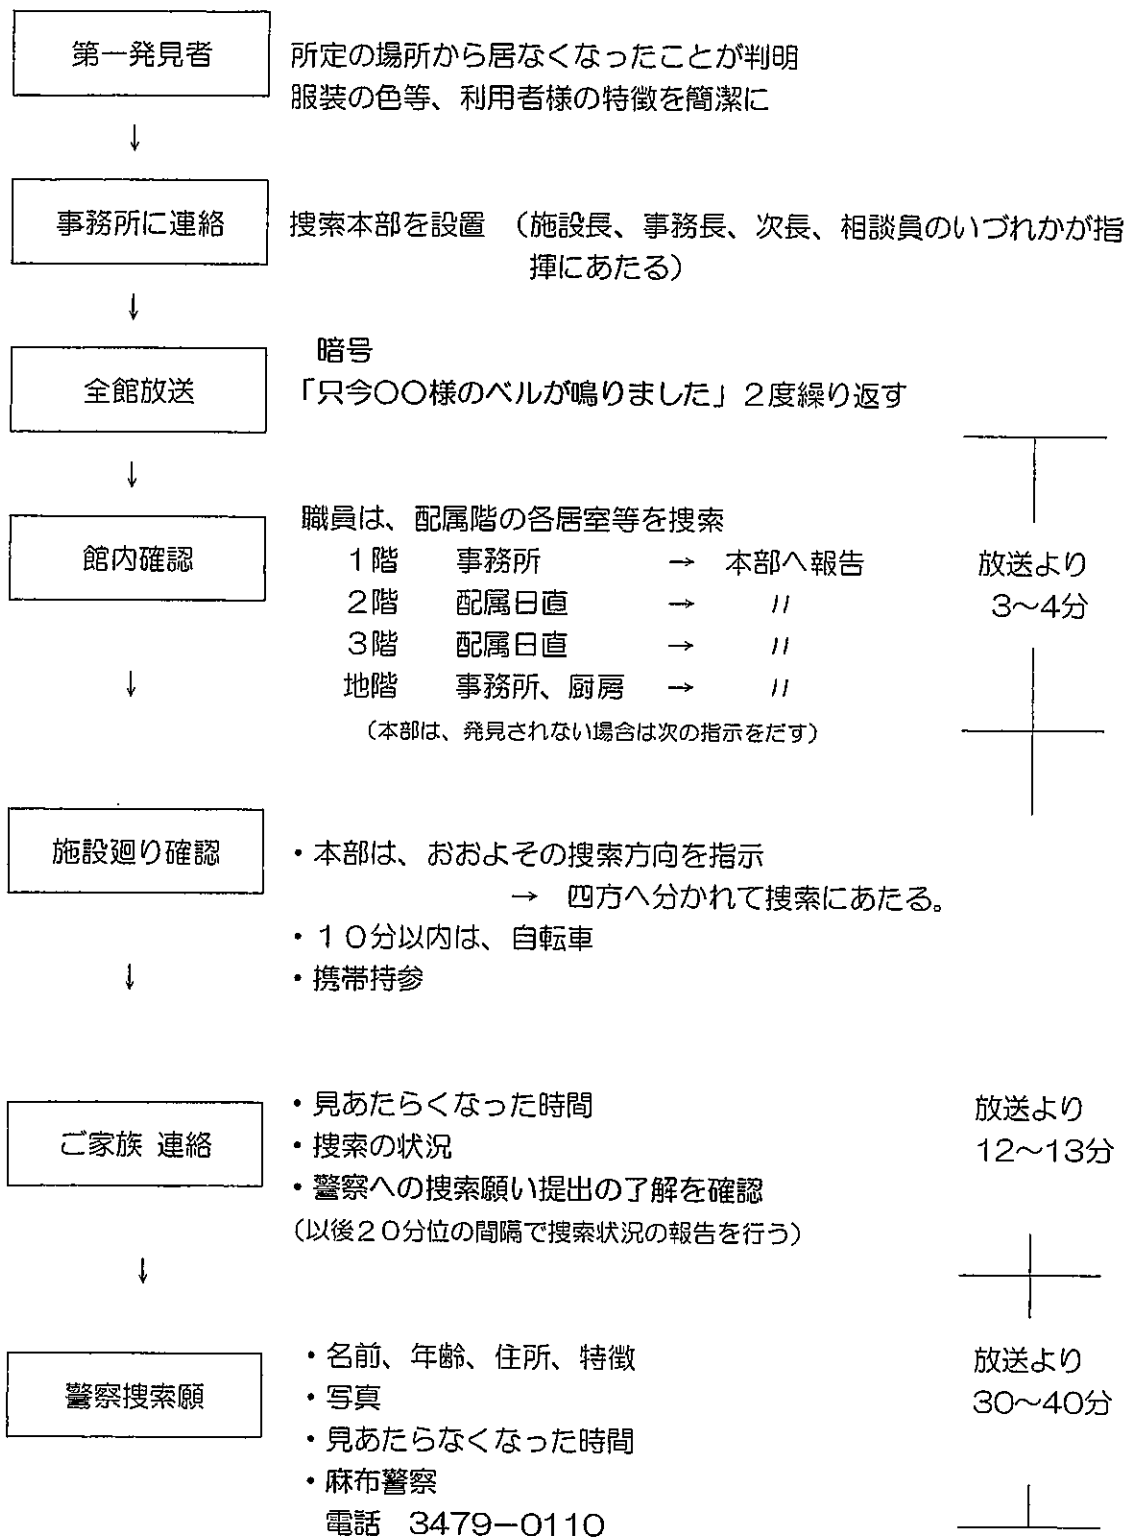 第一発見者
所定の場所から居なくなったことが判明
服装の色等、利用者様の特徴を簡潔に
↓
事務所に連絡
捜索本部を設置 （施設長、事務長、次長、相談員のいづれかが指
揮にあたる）
↓
全館放送
暗号
「只今〇〇様のベルが鳴りました」２度繰り返す
↓
館内確認
職員は、配属階の各居室等を捜索
１階 事務所 → 本部へ報告
２階 配属日直 → 〃
３階 配属日直 → 〃
地階 事務所、厨房 → 〃
（本部は、発見されない場合は次の指示をだす）
放送より
3～4分
↓
施設廻り確認
・本部は、おおよその捜索方向を指示
→ 四方へ分かれて捜索にあたる。
・１０分以内は、自転車
・携帯持参
↓
ご家族 連絡
・見あたらくなった時間
・捜索の状況
・警察への捜索願い提出の了解を確認
（以後２０分位の間隔で捜索状況の報告を行う）
放送より
12～13分
↓
警察捜索願
・名前、年齢、住所、特徴
・写真
・見あたらなくなった時間
・麻布警察
電話 3479－0110
放送より
30～40分